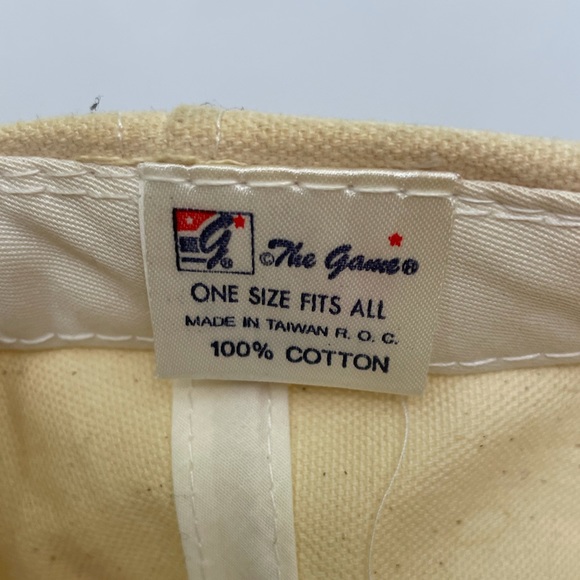 G®
©The Game®
ONE SIZE FITS ALL
MADE IN TAIWAN R.O.C.
100% COTTON